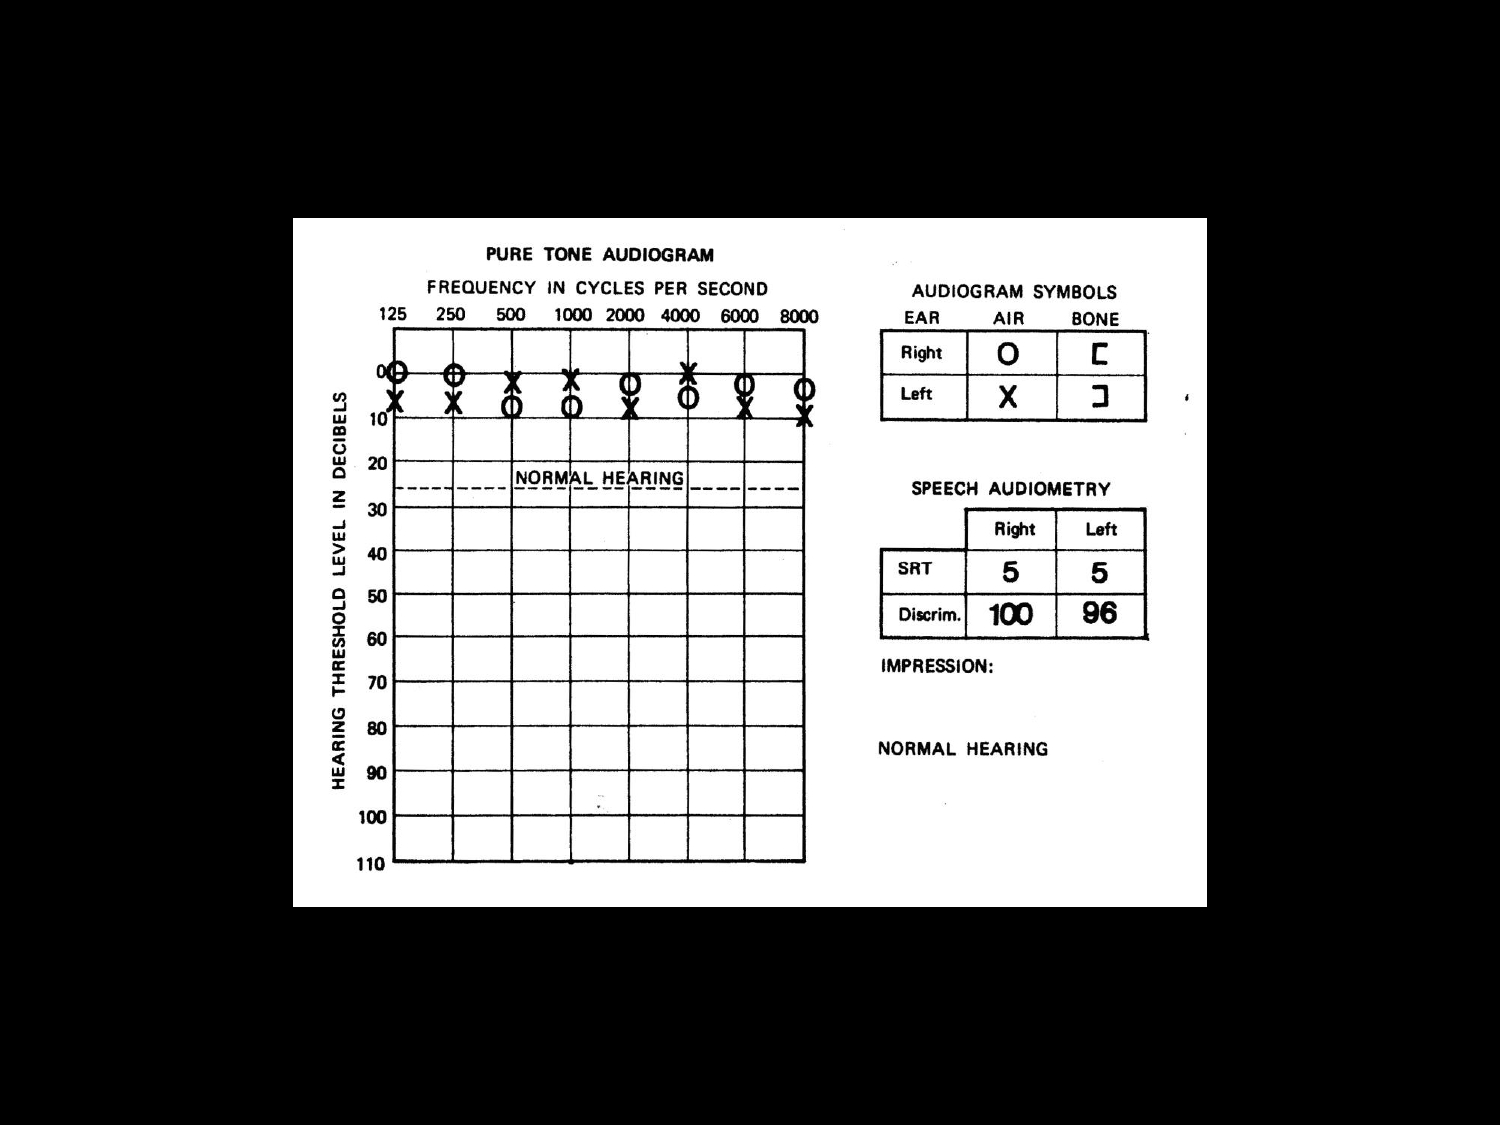 PURE TONE AUDIOGRAM
FREQUENCY IN CYCLES PER SECOND
125 250 500 1000 2000 4000 6000 8000
HEARING THRESHOLD LEVEL IN DECIBELS
0
10
20
NORMAL HEARING
30
40
50
60
70
80
90
100
110
AUDIOGRAM SYMBOLS
EAR AIR BONE
Right O [
Left X ]
SPEECH AUDIOMETRY
Right Left
SRT 5 5
Discrim. 100 96
IMPRESSION:
NORMAL HEARING